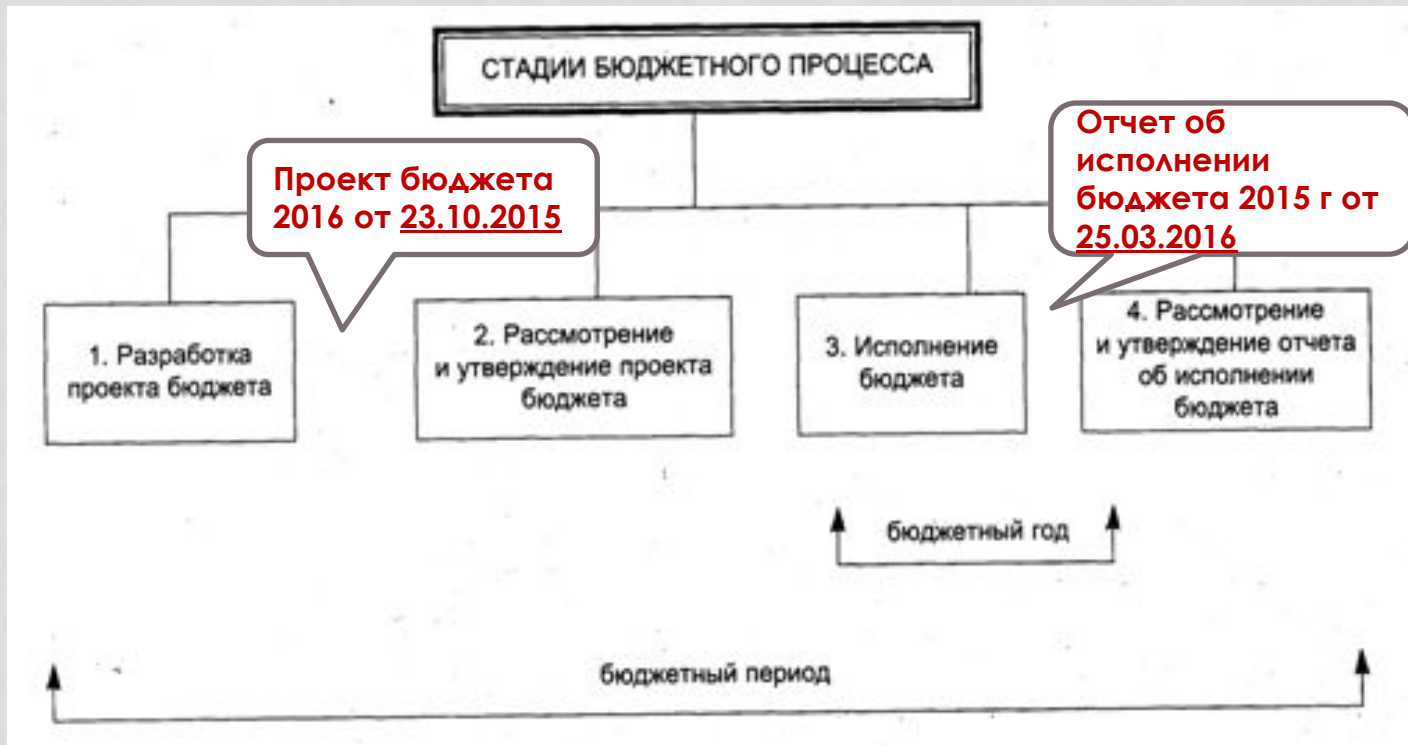 СТАДИИ БЮДЖЕТНОГО ПРОЦЕССА
Проект бюджета
2016 от 23.10.2015
Отчет об
исполнении
бюджета 2015 г от
25.03.2016
1. Разработка
проекта бюджета
2. Рассмотрение
и утверждение проекта
бюджета
3. Исполнение
бюджета
4. Рассмотрение
и утверждение отчета
об исполнении
бюджета
бюджетный год
бюджетный период